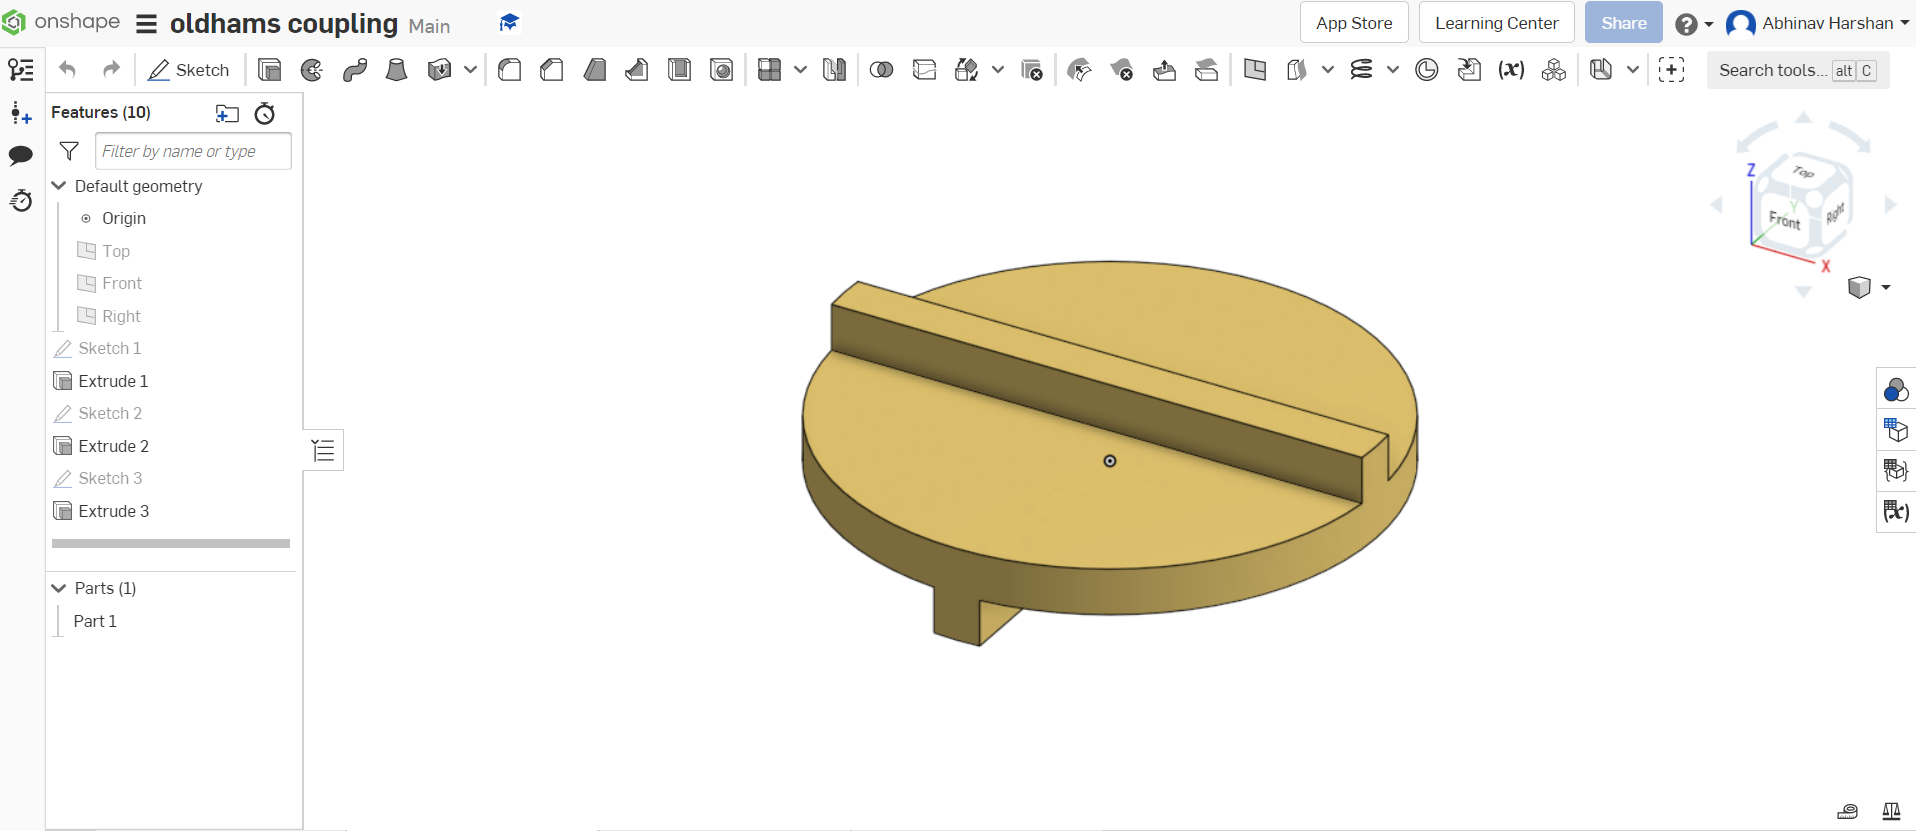 onshape oldhams coupling Main App Store Learning Center Share ? Abhinav Harshan
Sketch (x) Search tools... alt C
Features (10)
Filter by name or type
Default geometry
Origin
Top
Front
Right
Sketch 1
Extrude 1
Sketch 2
Extrude 2
Sketch 3
Extrude 3
Parts (1)
Part 1
Z
Top
Y
Front
Right
X
(x)